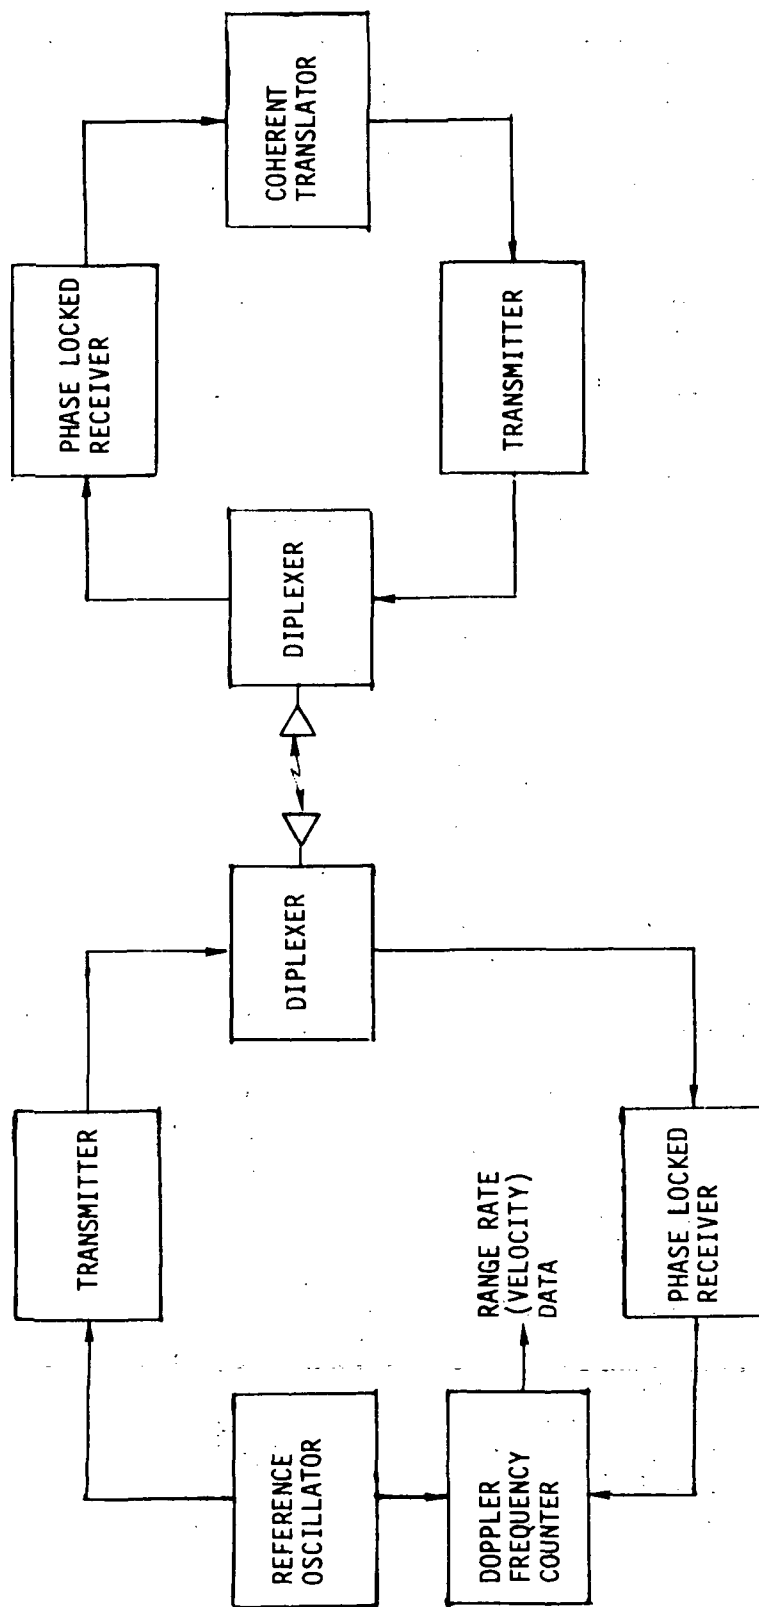 REFERENCE
OSCILLATOR
TRANSMITTER
DOPPLER
FREQUENCY
COUNTER
RANGE RATE
(VELOCITY)
DATA
PHASE LOCKED
RECEIVER
DIPLEXER
DIPLEXER
PHASE LOCKED
RECEIVER
COHERENT
TRANSLATOR
TRANSMITTER